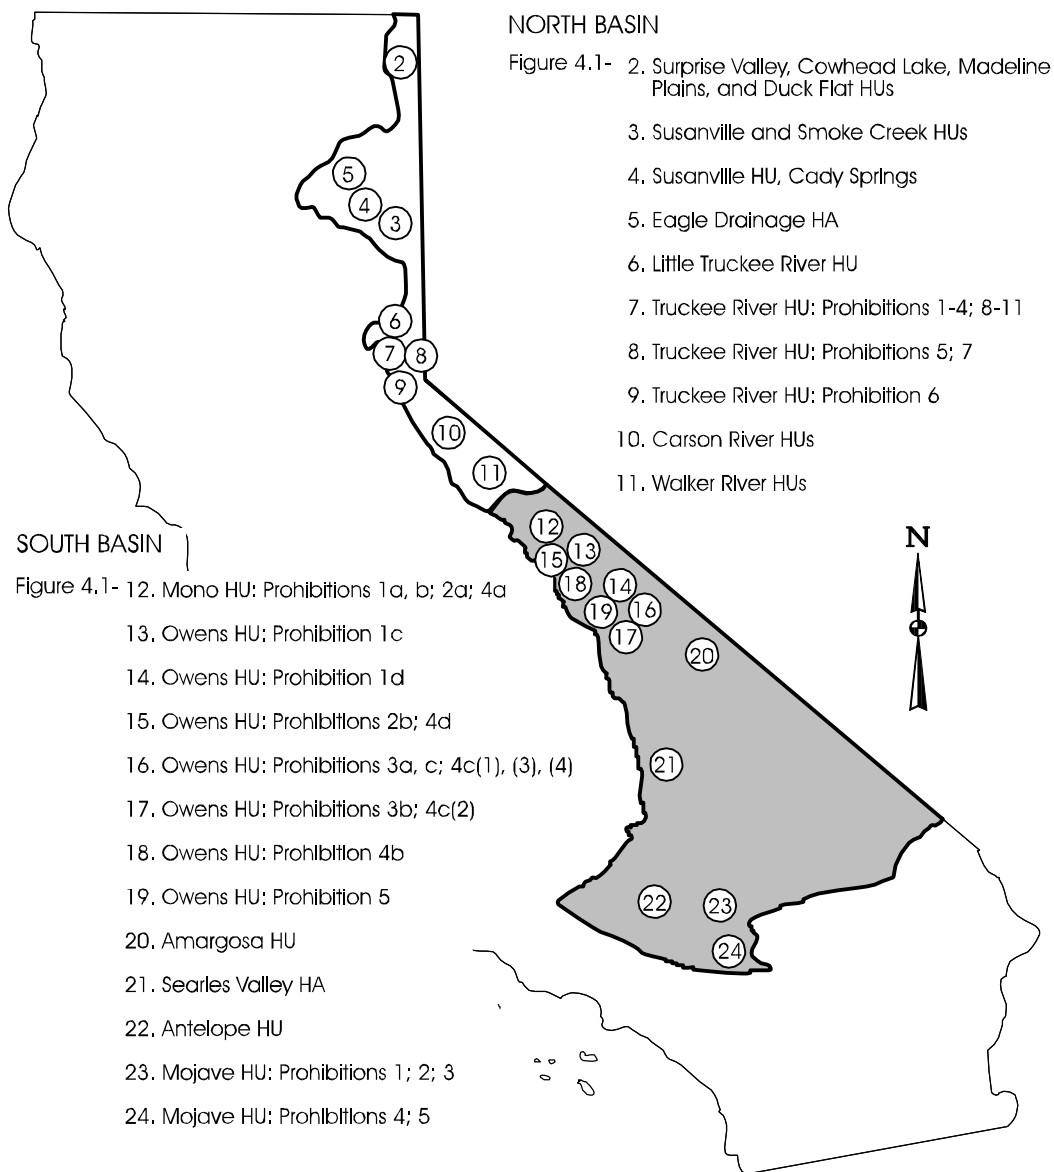 NORTH BASIN
Figure 4.1- 2. Surprise Valley, Cowhead Lake, Madeline
Plains, and Duck Flat HUs
3. Susanville and Smoke Creek HUs
4. Susanville HU, Cady Springs
5. Eagle Drainage HA
6. Little Truckee River HU
7. Truckee River HU: Prohibitions 1-4; 8-11
8. Truckee River HU: Prohibitions 5; 7
9. Truckee River HU: Prohibition 6
10. Carson River HUs
11. Walker River HUs
2
5
4
3
6
7
8
9
10
11
12
13
15
18
14
19
16
17
20
21
22
23
24
N
SOUTH BASIN
Figure 4.1- 12. Mono HU: Prohibitions 1a, b; 2a; 4a
13. Owens HU: Prohibition 1c
14. Owens HU: Prohibition 1d
15. Owens HU: Prohibitions 2b; 4d
16. Owens HU: Prohibitions 3a, c; 4c(1), (3), (4)
17. Owens HU: Prohibitions 3b; 4c(2)
18. Owens HU: Prohibition 4b
19. Owens HU: Prohibition 5
20. Amargosa HU
21. Searles Valley HA
22. Antelope HU
23. Mojave HU: Prohibitions 1; 2; 3
24. Mojave HU: Prohibitions 4; 5